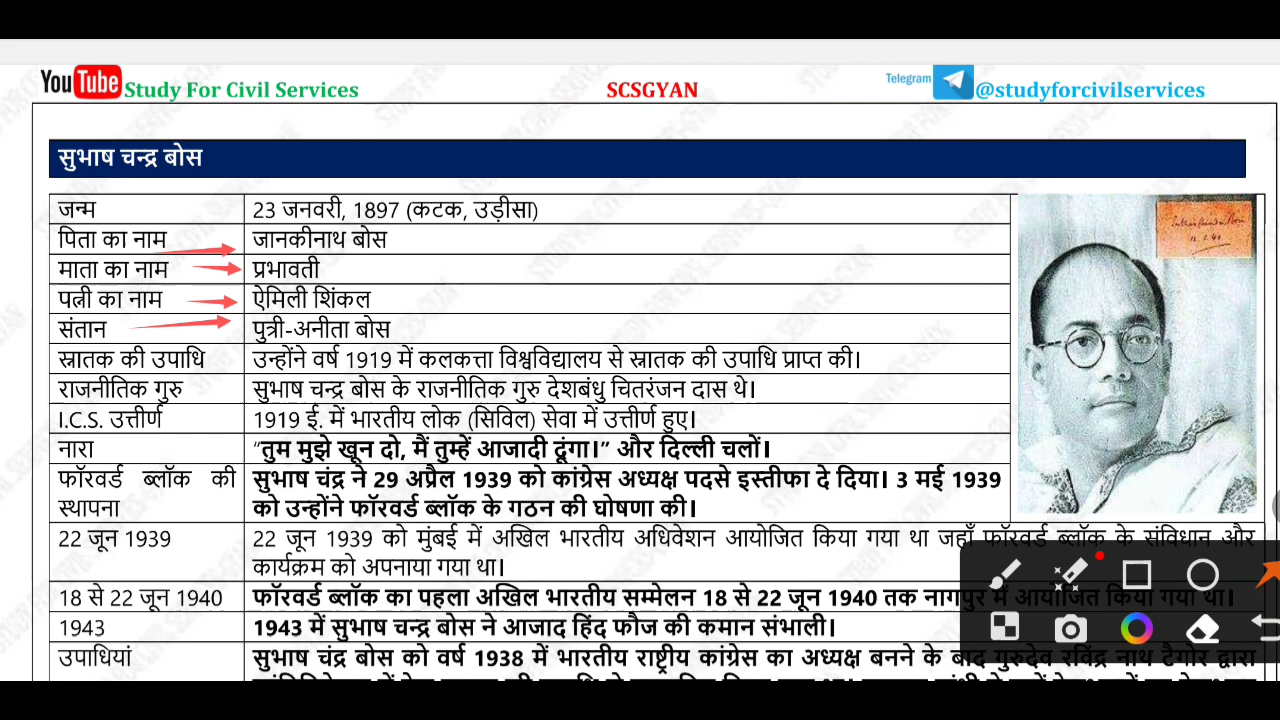 YouTube Study For Civil Services SCSGYAN Telegram @studyforcivilservices
सुभाष चन्द्र बोस
जन्म 23 जनवरी, 1897 (कटक, उड़ीसा)
पिता का नाम जानकीनाथ बोस
माता का नाम प्रभावती
पत्नी का नाम ऐमिली शिंकल
संतान पुत्री-अनीता बोस
स्नातक की उपाधि उन्होंने वर्ष 1919 में कलकत्ता विश्वविद्यालय से स्नातक की उपाधि प्राप्त की।
राजनीतिक गुरु सुभाष चन्द्र बोस के राजनीतिक गुरु देशबंधु चितरंजन दास थे।
I.C.S. उत्तीर्ण 1919 ई. में भारतीय लोक (सिविल) सेवा में उत्तीर्ण हुए।
नारा “तुम मुझे खून दो, मैं तुम्हें आजादी दूंगा।” और दिल्ली चलों।
फॉरवर्ड ब्लॉक की सुभाष चंद्र ने 29 अप्रैल 1939 को कांग्रेस अध्यक्ष पदसे इस्तीफा दे दिया। 3 मई 1939
स्थापना को उन्होंने फॉरवर्ड ब्लॉक के गठन की घोषणा की।
22 जून 1939 22 जून 1939 को मुंबई में अखिल भारतीय अधिवेशन आयोजित किया गया था जहाँ फॉरवर्ड ब्लॉक के संविधान और
कार्यक्रम को अपनाया गया था।
18 से 22 जून 1940 फॉरवर्ड ब्लॉक का पहला अखिल भारतीय सम्मेलन 18 से 22 जून 1940 तक नागपुर में आयोजित किया गया था।
1943 1943 में सुभाष चन्द्र बोस ने आजाद हिंद फौज की कमान संभाली।
उपाधियां सुभाष चंद्र बोस को वर्ष 1938 में भारतीय राष्ट्रीय कांग्रेस का अध्यक्ष बनने के बाद गुरुदेव रविंद्र नाथ टैगोर द्वारा